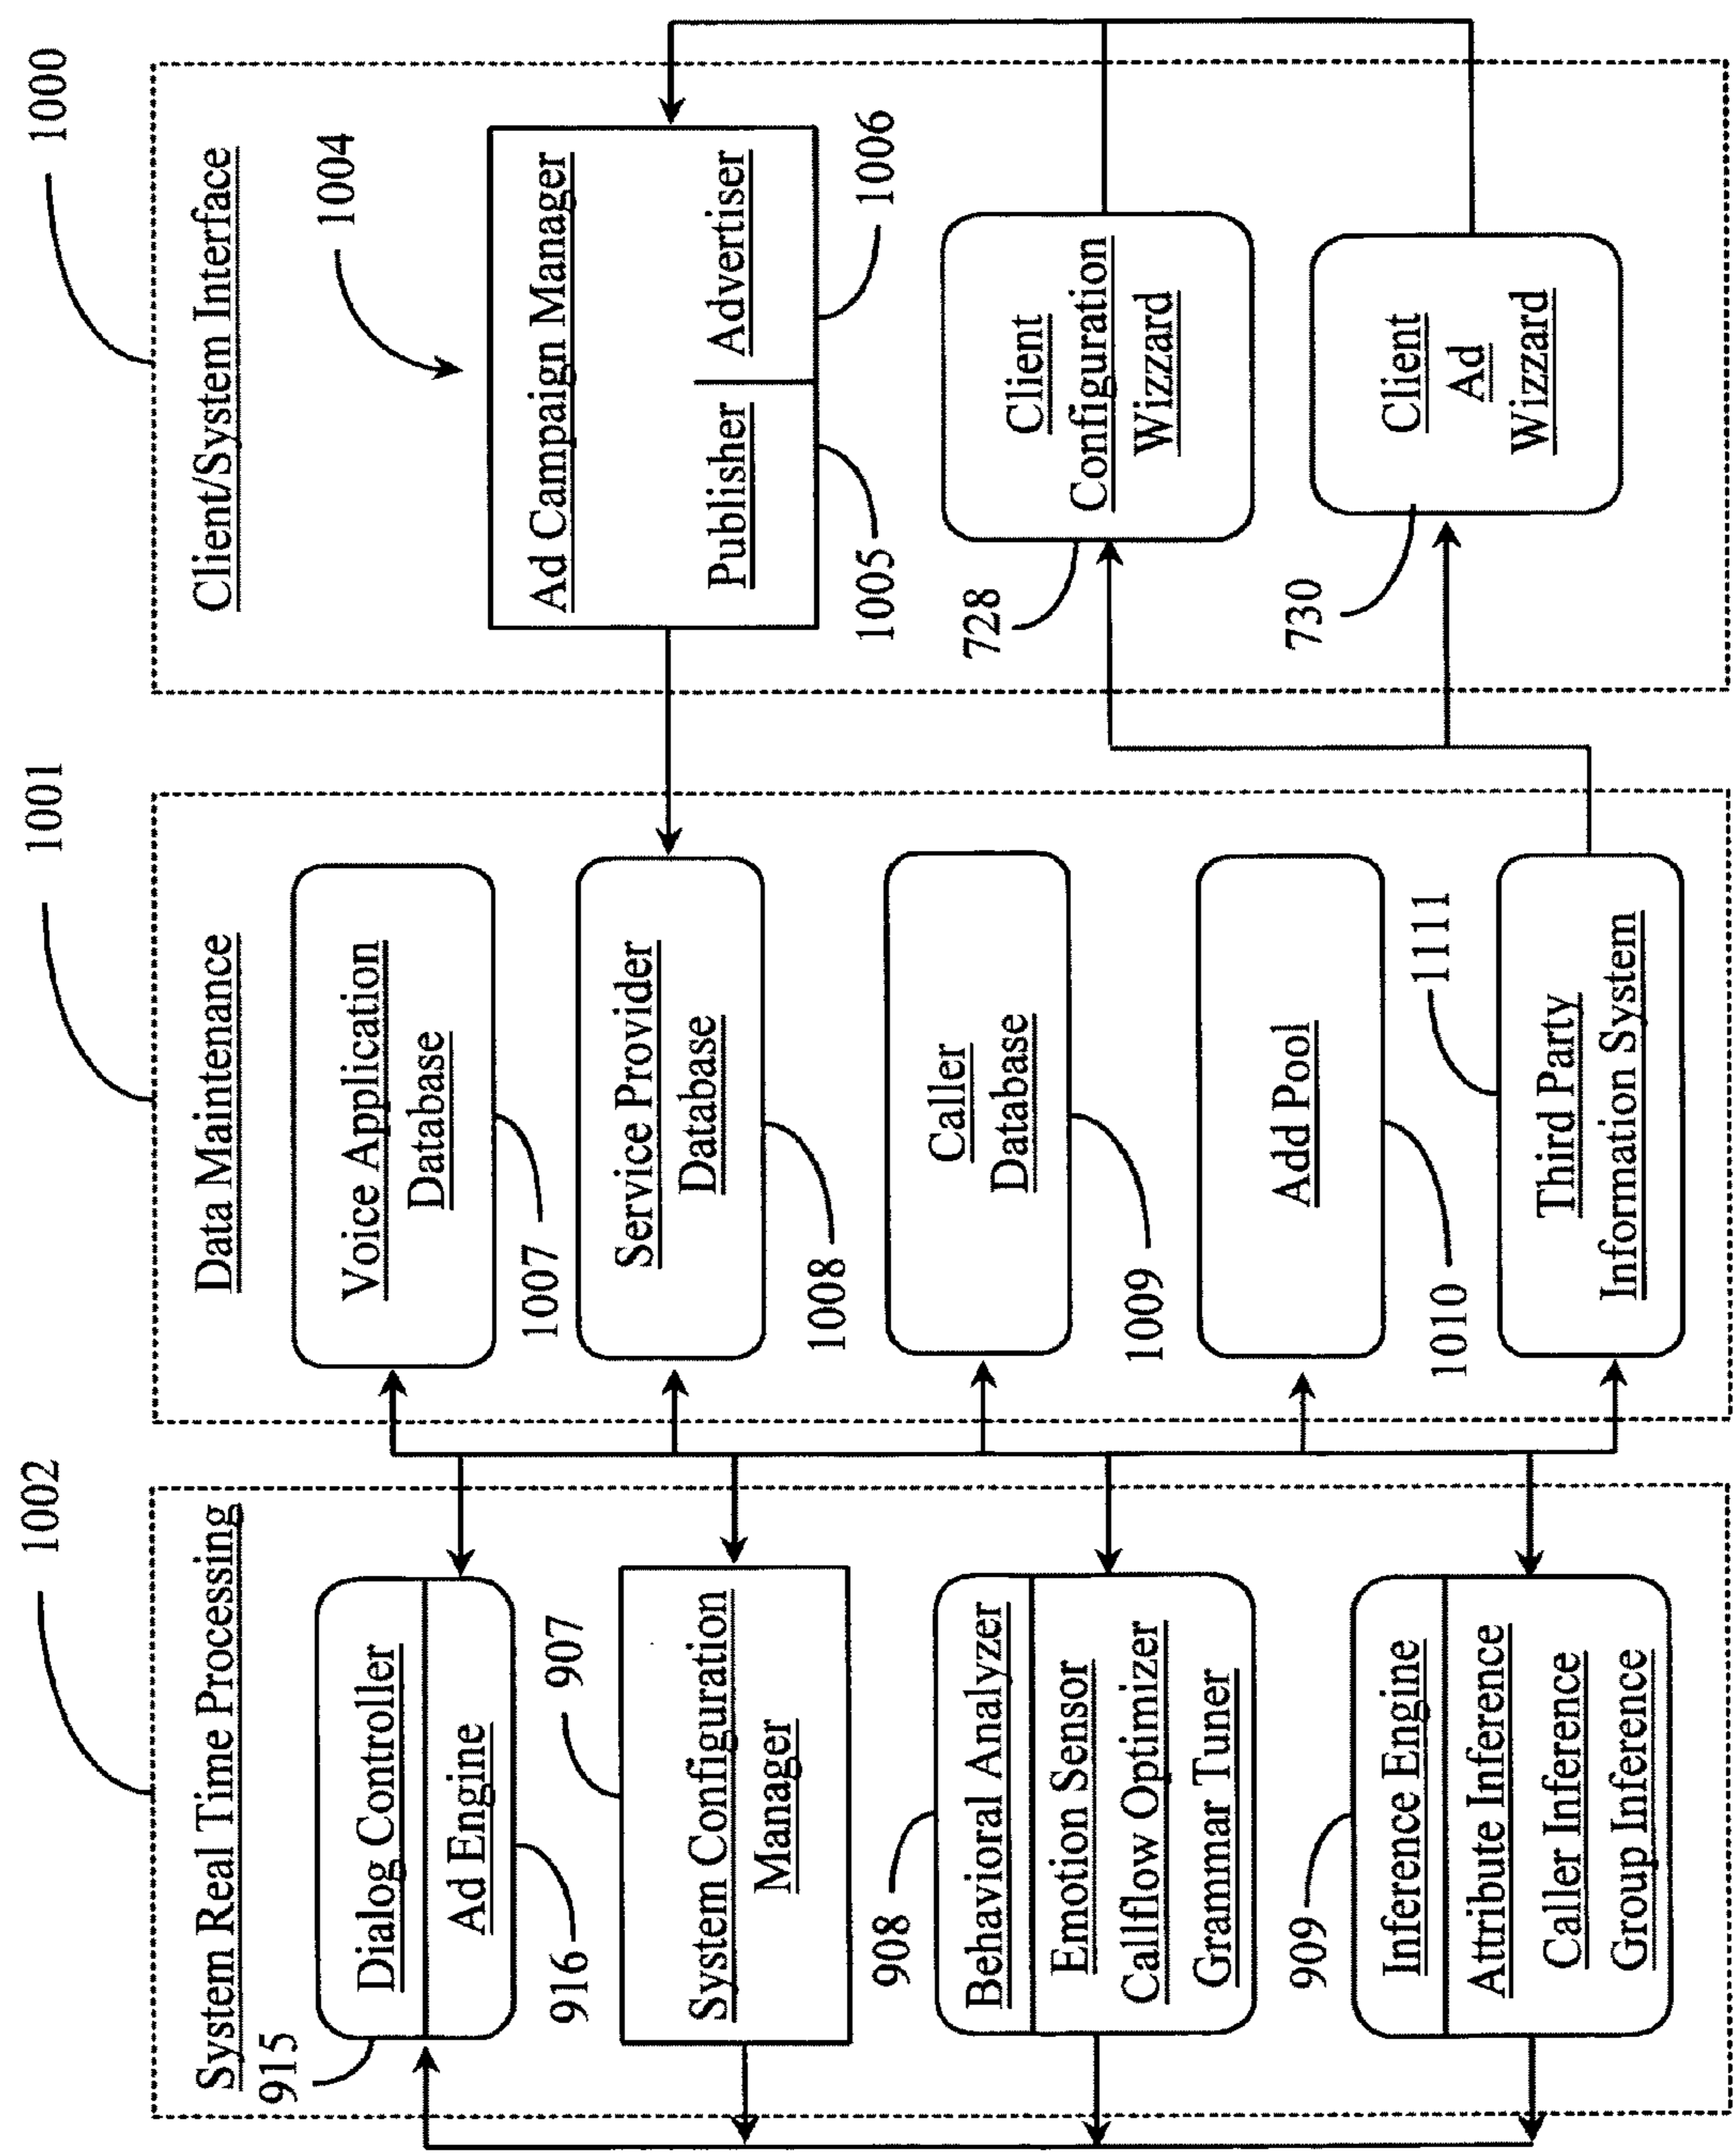 1002
System Real Time Processing
915
Dialog Controller
Ad Engine
916
907
System Configuration
Manager
908
Behavioral Analyzer
Emotion Sensor
Callflow Optimizer
Grammar Tuner
909
Inference Engine
Attribute Inference
Caller Inference
Group Inference
1001
Data Maintenance
Voice Application
Database
1007
Service Provider
Database
1008
Caller
Database
1009
Add Pool
1010
1111
Third Party
Information System
1000
Client/System Interface
1004
Ad Campaign Manager
Publisher
Advertiser
1005
1006
Client
Configuration
Wizzard
728
Client
Ad
Wizzard
730